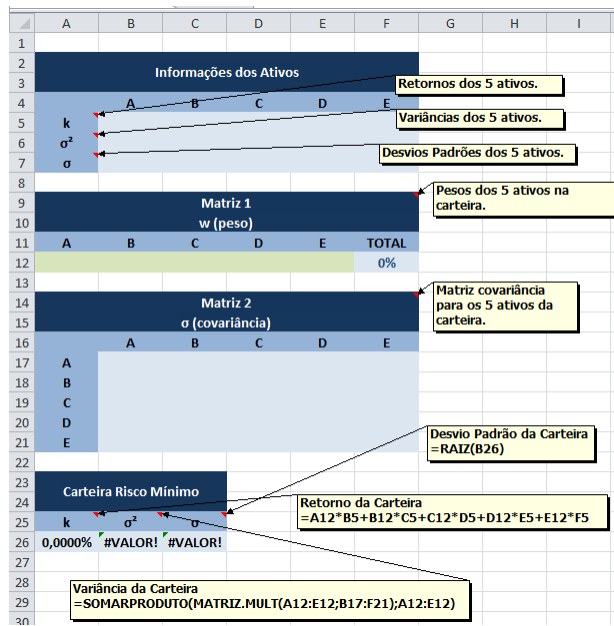 A B C D E F G H I
1
2
Informações dos Ativos
3
Retornos dos 5 ativos.
4 A B C D E
5 k
Variâncias dos 5 ativos.
6 σ²
7 σ
Desvios Padrões dos 5 ativos.
8
9 Matriz 1
Pesos dos 5 ativos na
carteira.
10 w (peso)
11 A B C D E TOTAL
12 0%
13
14 Matriz 2
15 σ (covariância)
Matriz covariância
para os 5 ativos da
carteira.
16 A B C D E
17 A
18 B
19 C
20 D
21 E
22
Desvio Padrão da Carteira
=RAIZ(B26)
23
Carteira Risco Mínimo
24
25 k σ² σ
Retorno da Carteira
=A12*B5+B12*C5+C12*D5+D12*E5+E12*F5
26 0,0000% #VALOR! #VALOR!
27
28
Variância da Carteira
=SOMARPRODUTO(MATRIZ.MULT(A12:E12;B17:F21);A12:E12)
29
30